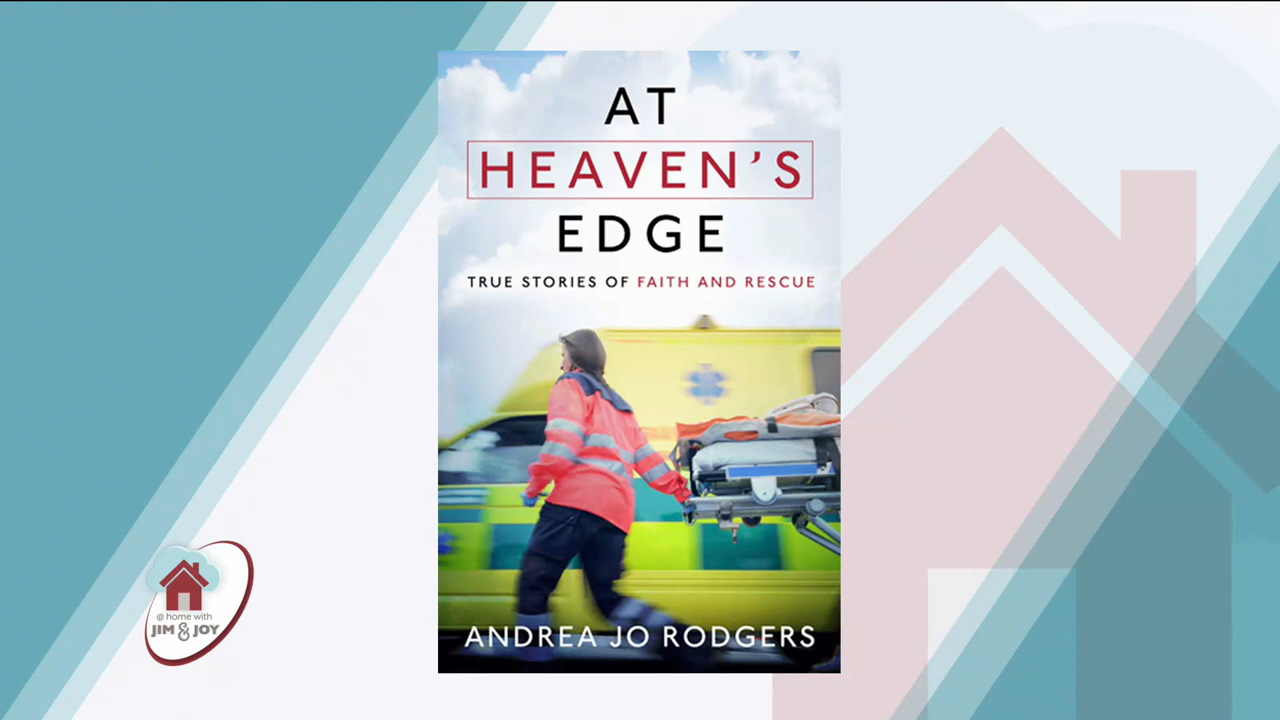 AT
HEAVEN'S
EDGE
TRUE STORIES OF FAITH AND RESCUE
ANDREA JO RODGERS
@ home with
JIM & JOY